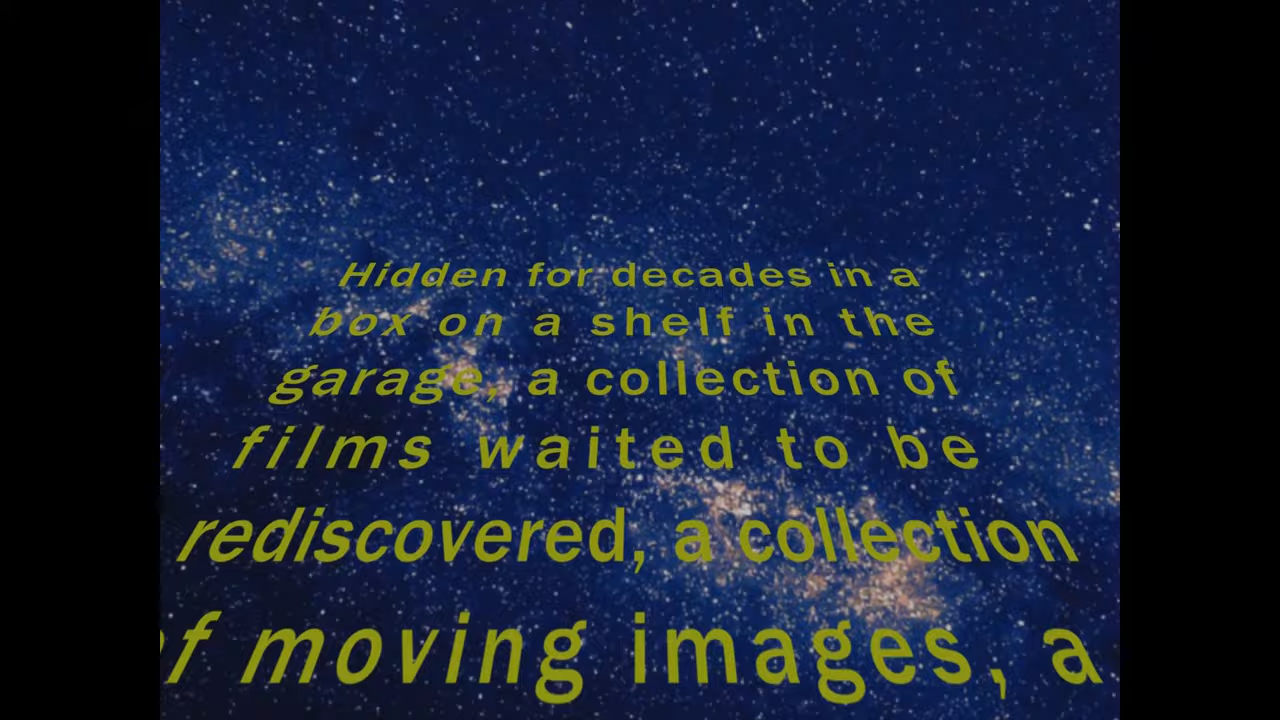 Hidden for decades in a
box on a shelf in the
garage, a collection of
films waited to be
rediscovered, a collection
of moving images, a